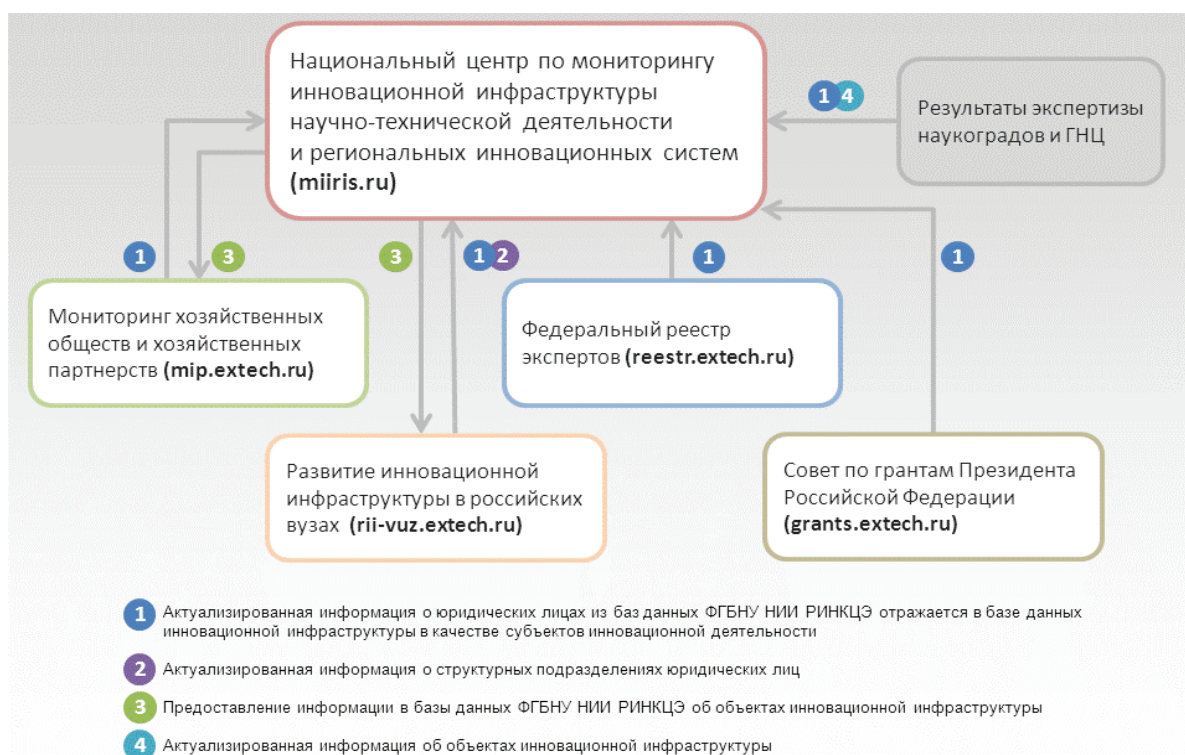 Национальный центр по мониторингу
инновационной инфраструктуры
научно-технической деятельности
и региональных инновационных систем
(miiris.ru)
1 4
Результаты экспертизы
наукоградов и ГНЦ
1
3
3
1 2
1
1
Мониторинг хозяйственных
обществ и хозяйственных
партнерств (mip.extech.ru)
Федеральный реестр
экспертов (reestr.extech.ru)
Развитие инновационной
инфраструктуры в российских
вузах (rii-vuz.extech.ru)
Совет по грантам Президента
Российской Федерации
(grants.extech.ru)
1 Актуализированная информация о юридических лицах из баз данных ФГБНУ НИИ РИНКЦЭ отражается в базе данных
инновационной инфраструктуры в качестве субъектов инновационной деятельности
2 Актуализированная информация о структурных подразделениях юридических лиц
3 Предоставление информации в базы данных ФГБНУ НИИ РИНКЦЭ об объектах инновационной инфраструктуры
4 Актуализированная информация об объектах инновационной инфраструктуры